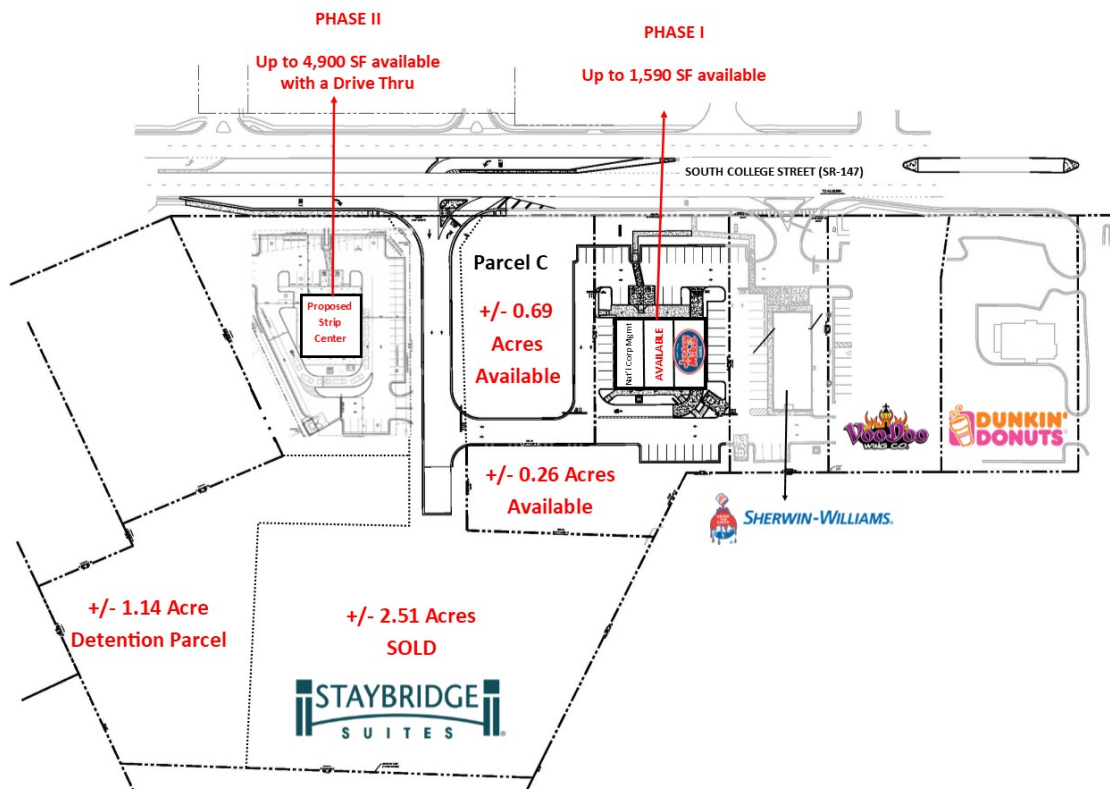 PHASE II
Up to 4,900 SF available
with a Drive Thru
PHASE I
Up to 1,590 SF available
SOUTH COLLEGE STREET (SR-147)
Proposed
Strip
Center
Parcel C
+/- 0.69
Acres
Available
Nat'l Corp Mgmt
AVAILABLE
JERSEY
MIKE'S
VOODOO
WING CO.
DUNKIN'
DONUTS
+/- 0.26 Acres
Available
SHERWIN-WILLIAMS.
+/- 1.14 Acre
Detention Parcel
+/- 2.51 Acres
SOLD
STAYBRIDGE
SUITES